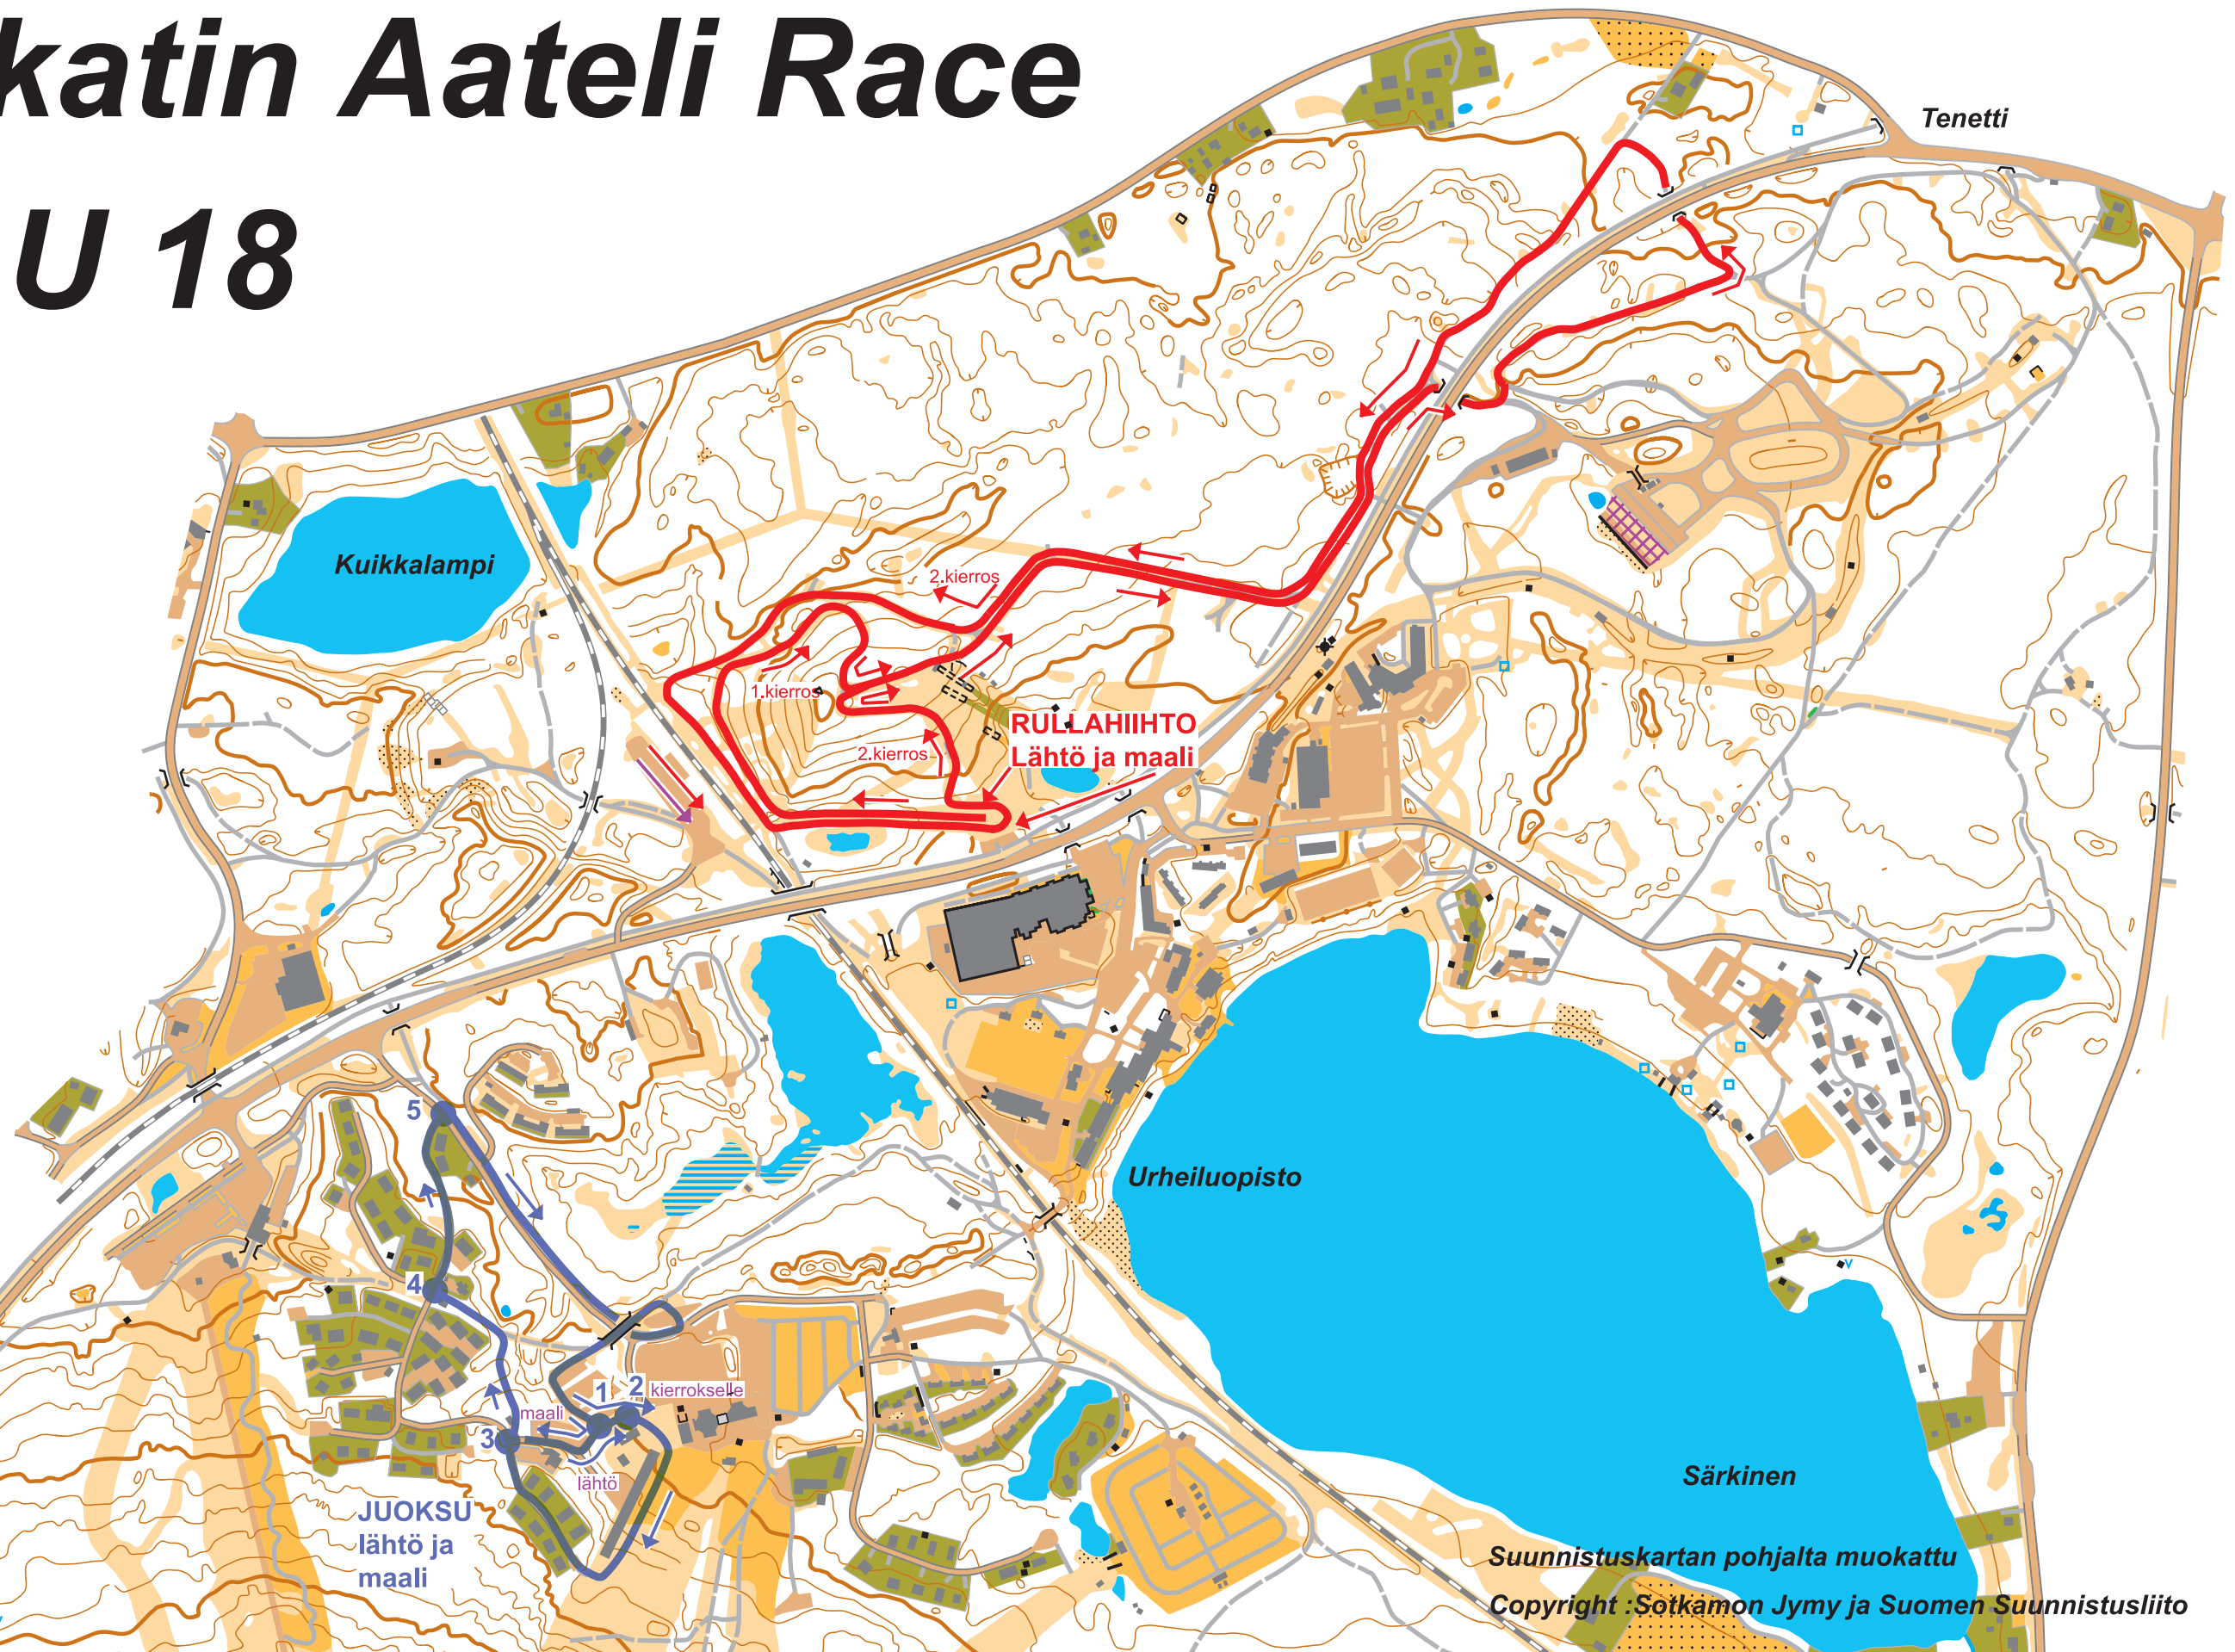 katin Aateli Race
U 18
Tenetti
Kuikkalampi
2.kierros
1.kierros
RULLAHIIHTO
Lähtö ja maali
2.kierros
Urheiluopisto
5
4
1
2
kierrokselle
maali
3
lähtö
JUOKSU
lähtö ja
maali
Särkinen
Suunnistuskartan pohjalta muokattu
Copyright :Sotkamon Jymy ja Suomen Suunnistusliito